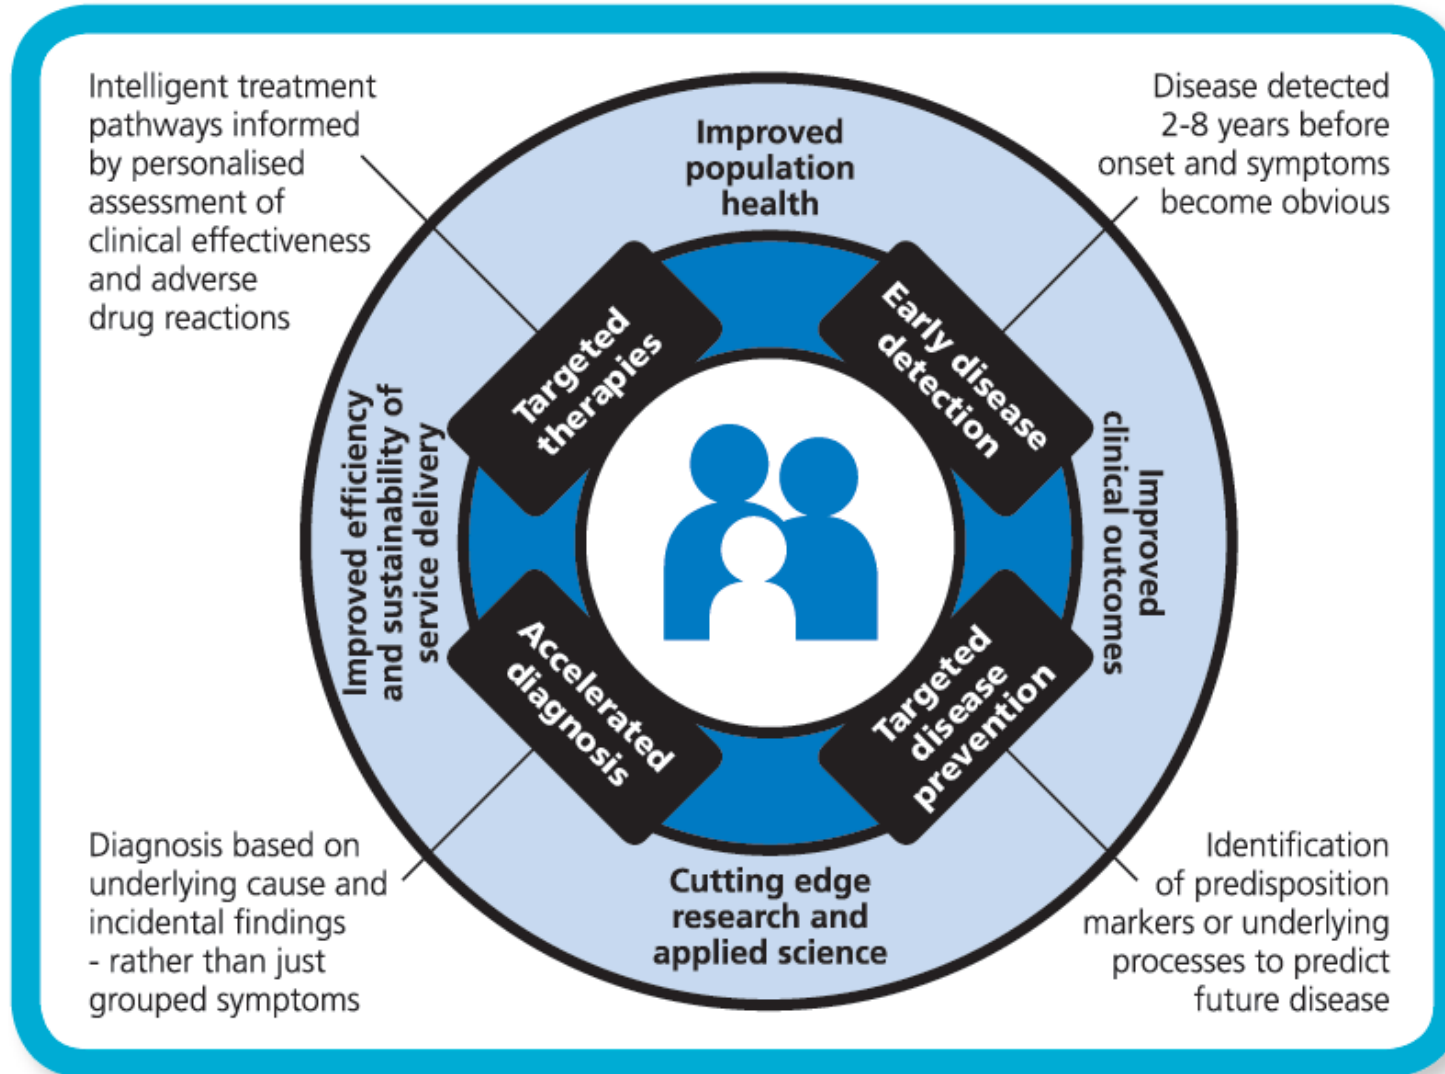 Intelligent treatment
pathways informed
by personalised
assessment of
clinical effectiveness
and adverse
drug reactions
Disease detected
2-8 years before
onset and symptoms
become obvious
Improved
population
health
Targeted
therapies
Early disease
detection
Improved efficiency
and sustainability of
service delivery
Improved
clinical outcomes
Accelerated
diagnosis
Targeted
disease
prevention
Cutting edge
research and
applied science
Diagnosis based on
underlying cause and
incidental findings
- rather than just
grouped symptoms
Identification
of predisposition
markers or underlying
processes to predict
future disease